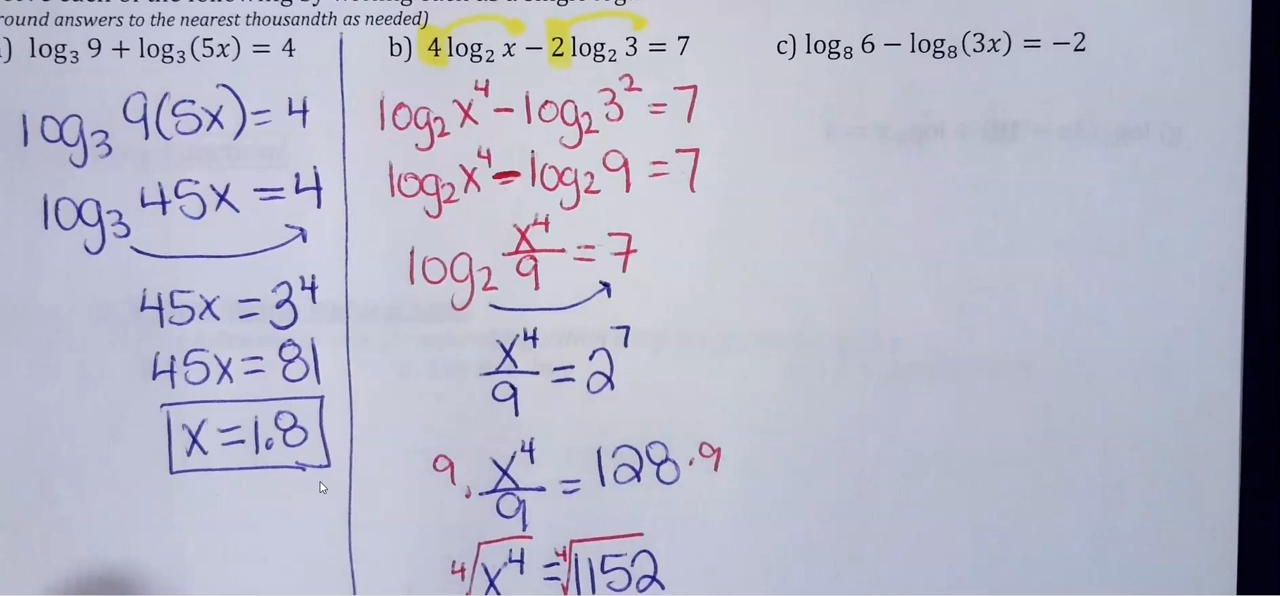 round answers to the nearest thousandth as needed)
) log₃ 9 + log₃(5x) = 4
log₃ 9(5x) = 4
log₃ 45x = 4
45x = 3⁴
45x = 81
x = 1.8
b) 4 log₂ x − 2 log₂ 3 = 7
log₂ x⁴ − log₂ 3² = 7
log₂ x⁴ − log₂ 9 = 7
log₂ x⁴/9 = 7
x⁴/9 = 2⁷
9 · x⁴/9 = 128 · 9
⁴√x⁴ = ⁴√1152
c) log₈ 6 − log₈(3x) = −2